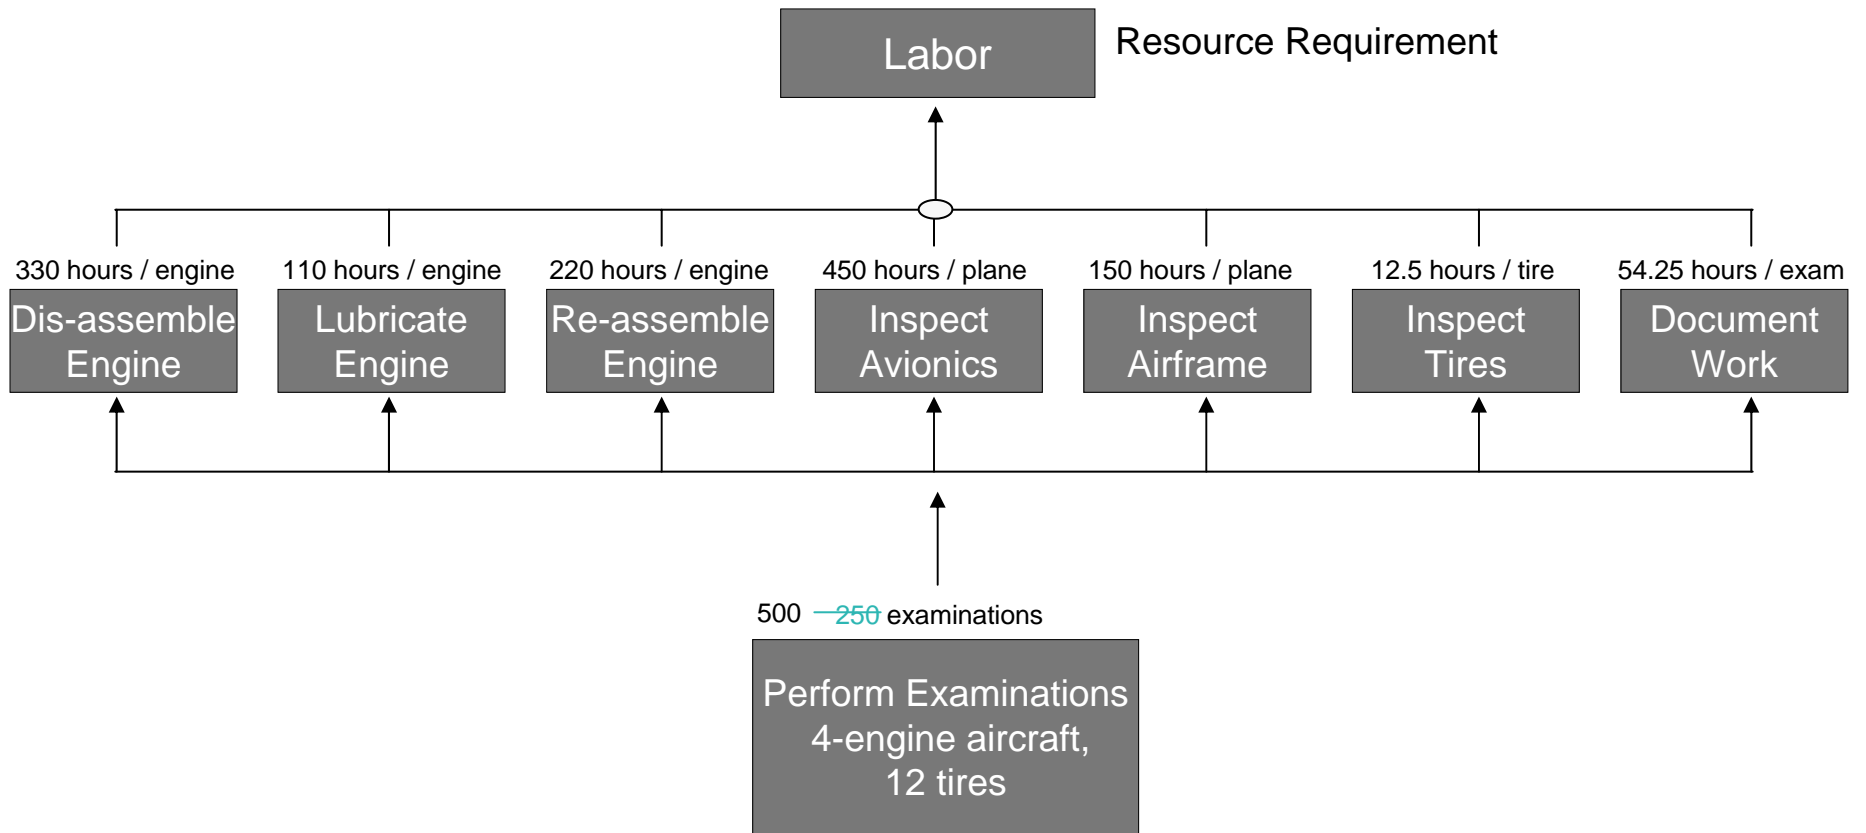 Labor
Resource Requirement
330 hours / engine
110 hours / engine
220 hours / engine
450 hours / plane
150 hours / plane
12.5 hours / tire
54.25 hours / exam
Dis-assemble
Engine
Lubricate
Engine
Re-assemble
Engine
Inspect
Avionics
Inspect
Airframe
Inspect
Tires
Document
Work
500 250 examinations
Perform Examinations
4-engine aircraft,
12 tires